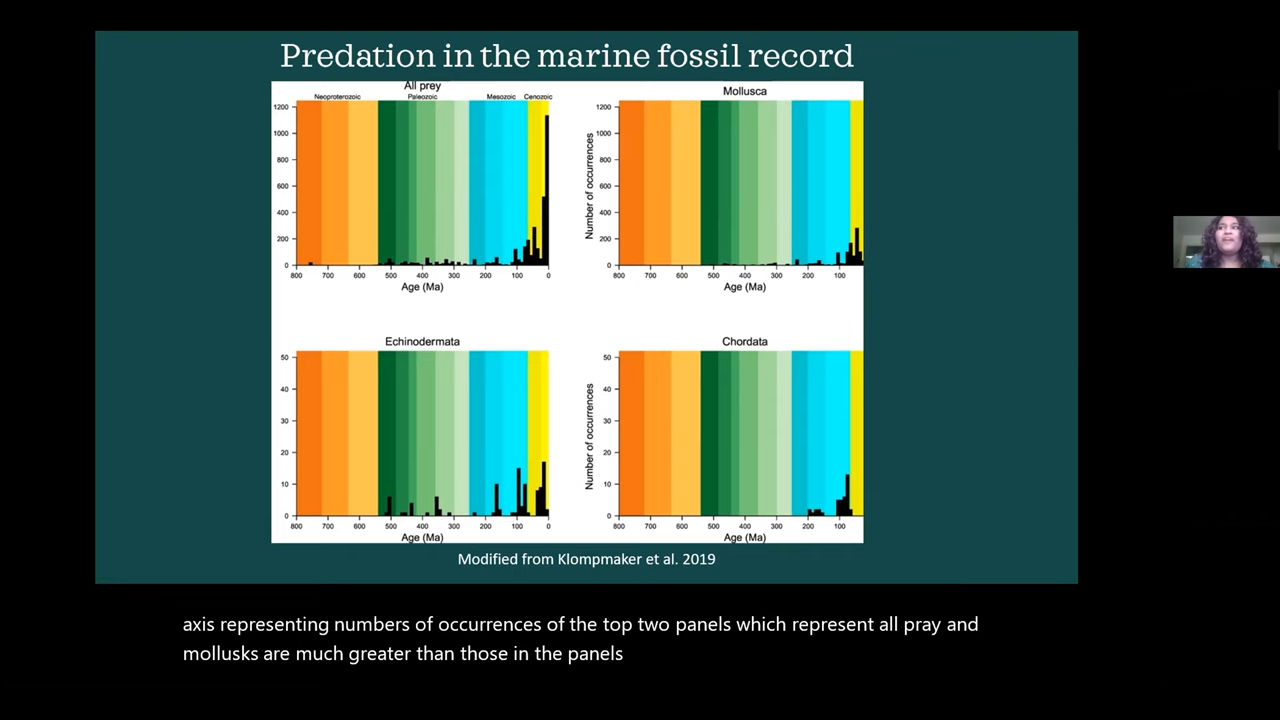 Predation in the marine fossil record
All prey
Neoproterozoic Paleozoic Mesozoic Cenozoic
1200
1000
800
600
400
200
0
800 700 600 500 400 300 200 100 0
Age (Ma)
Mollusca
Number of occurrences
1200
1000
800
600
400
200
0
800 700 600 500 400 300 200 100
Age (Ma)
Echinodermata
50
40
30
20
10
0
800 700 600 500 400 300 200 100 0
Age (Ma)
Chordata
Number of occurrences
50
40
30
20
10
0
800 700 600 500 400 300 200 100
Age (Ma)
Modified from Klompmaker et al. 2019
axis representing numbers of occurrences of the top two panels which represent all pray and
mollusks are much greater than those in the panels